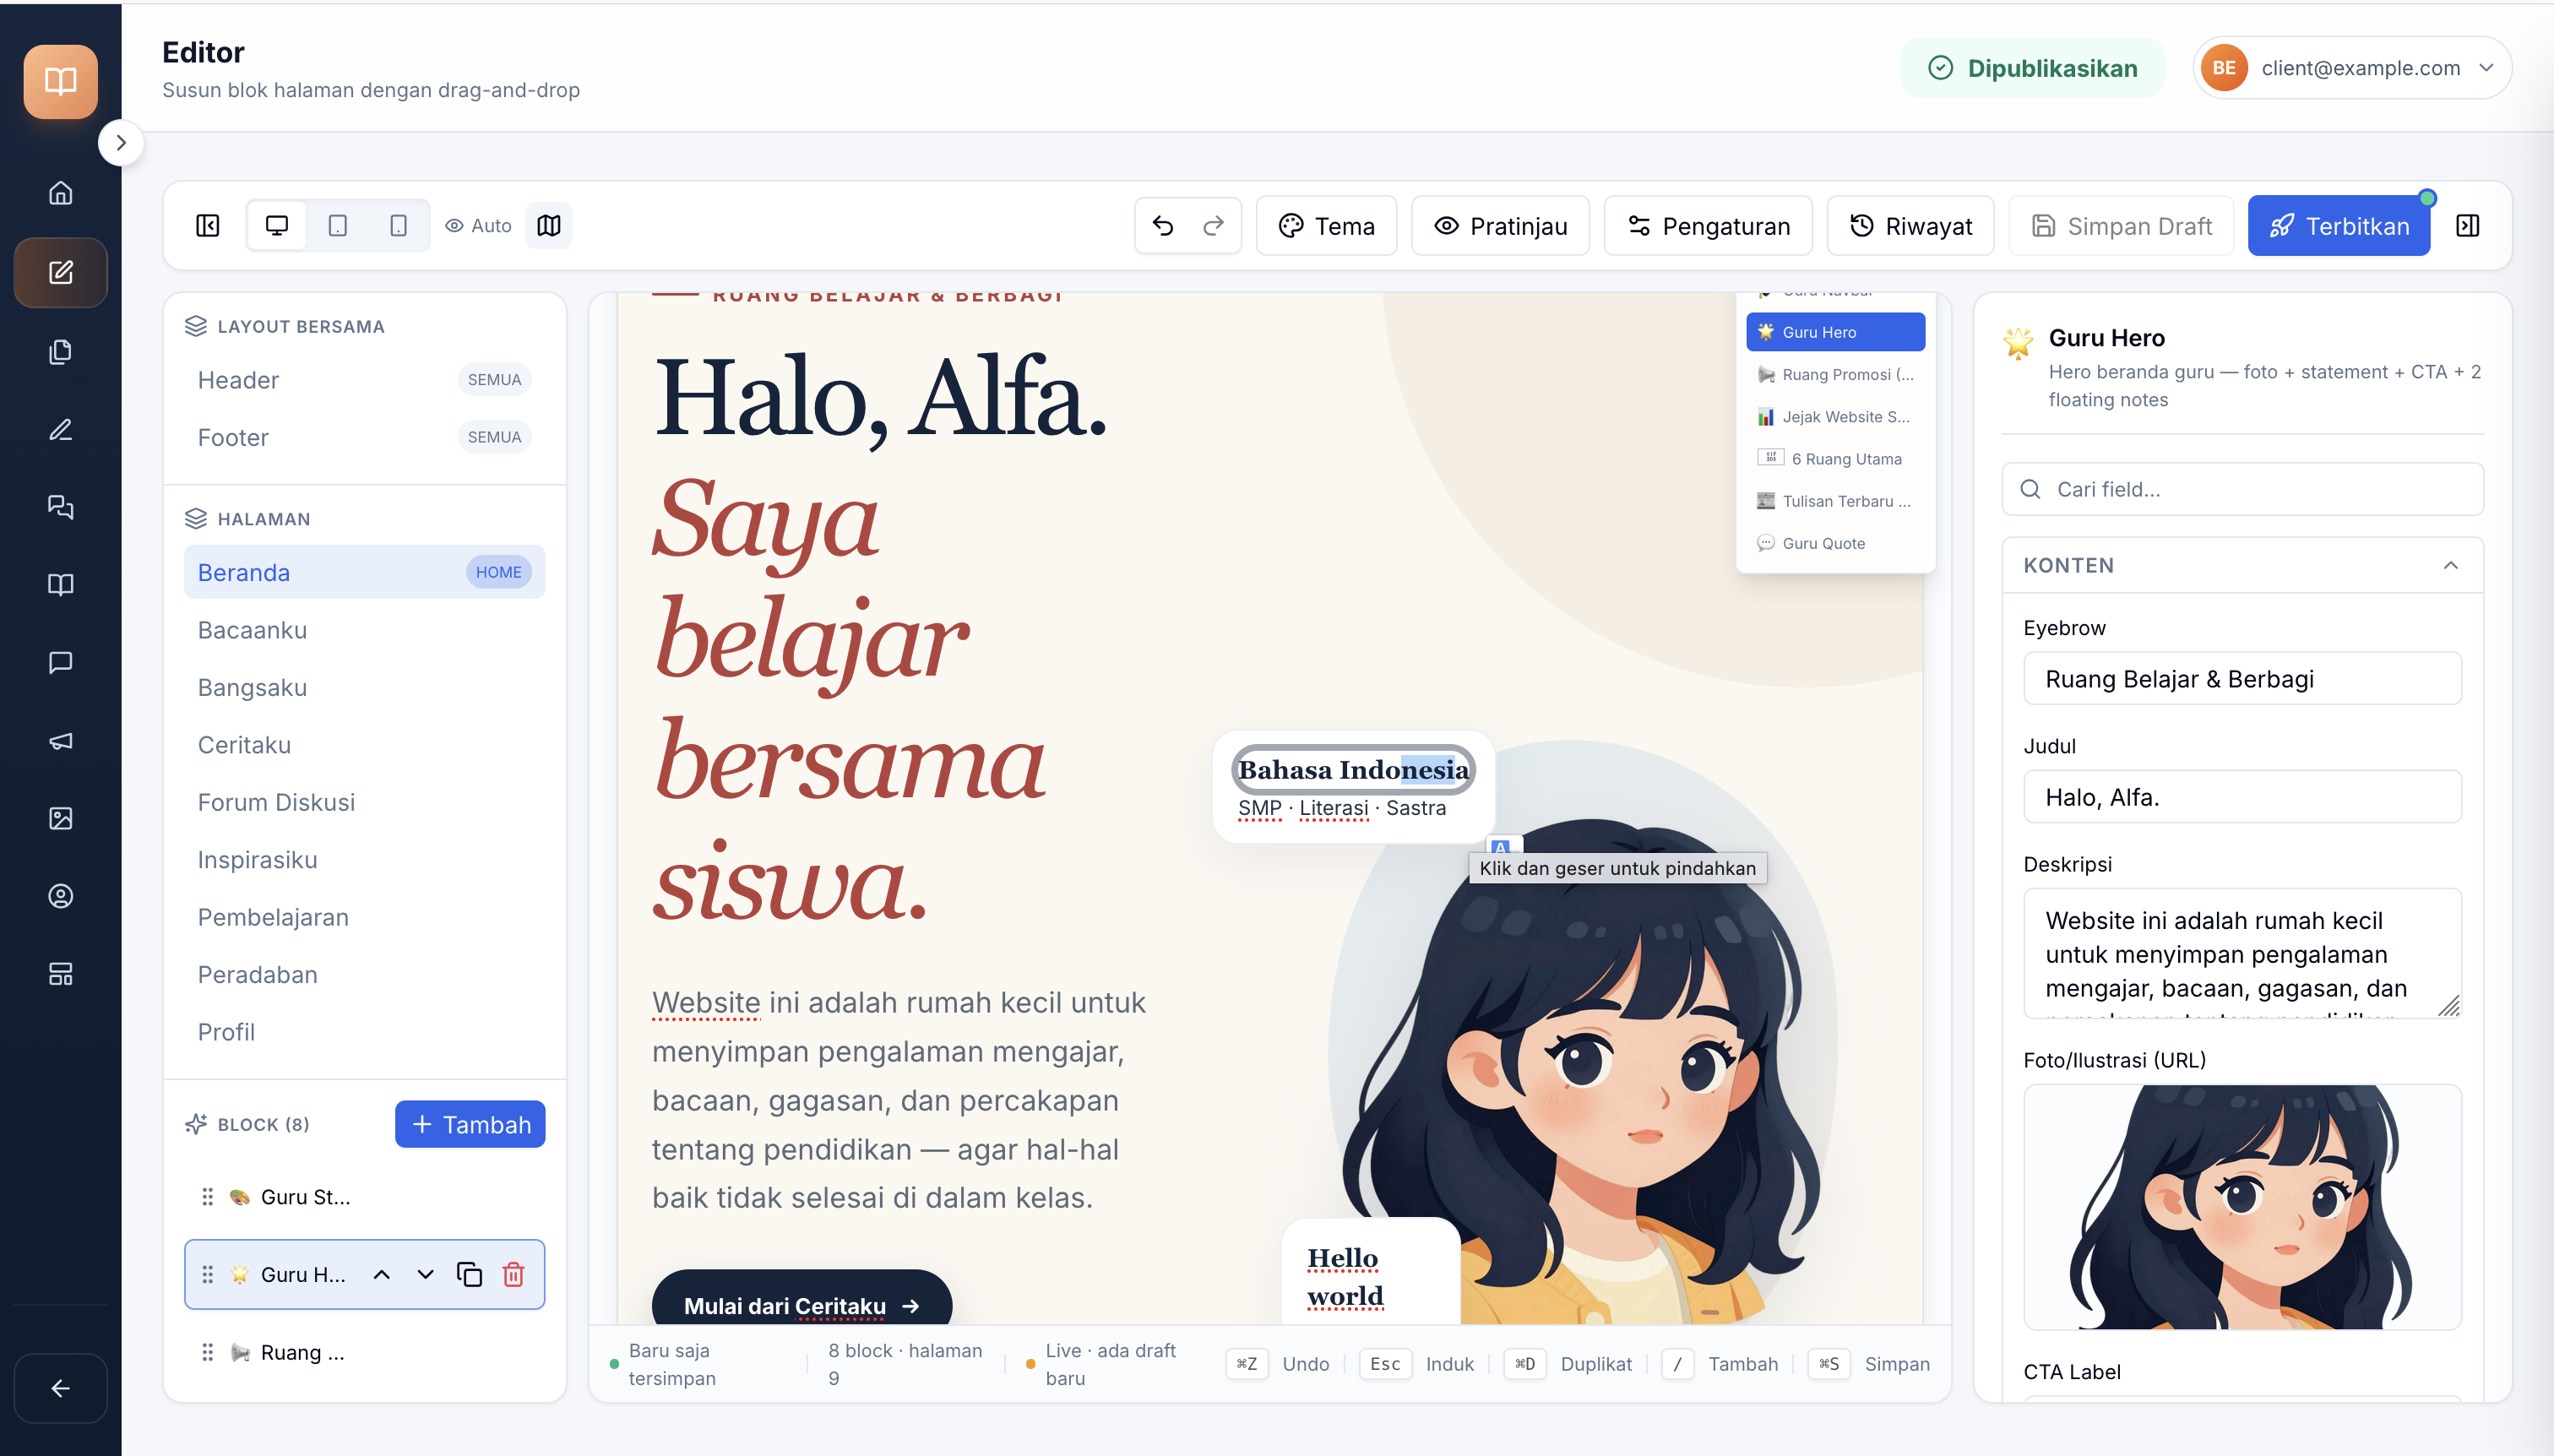 Editor
Susun blok halaman dengan drag-and-drop
Dipublikasikan
BE
client@example.com
Auto
Tema
Pratinjau
Pengaturan
Riwayat
Simpan Draft
Terbitkan
LAYOUT BERSAMA
Header
SEMUA
Footer
SEMUA
HALAMAN
Beranda
HOME
Bacaanku
Bangsaku
Ceritaku
Forum Diskusi
Inspirasiku
Pembelajaran
Peradaban
Profil
BLOCK (8)
Tambah
Guru St...
Guru H...
Ruang ...
RUANG BELAJAR & BERBAGI
Halo, Alfa.
Saya
belajar
bersama
siswa.
Website ini adalah rumah kecil untuk
menyimpan pengalaman mengajar,
bacaan, gagasan, dan percakapan
tentang pendidikan — agar hal-hal
baik tidak selesai di dalam kelas.
Mulai dari Ceritaku →
Bahasa Indonesia
SMP · Literasi · Sastra
A
Klik dan geser untuk pindahkan
Hello
world
Guru Navbar
Guru Hero
Ruang Promosi (...
Jejak Website S...
6 Ruang Utama
Tulisan Terbaru ...
Guru Quote
Baru saja
tersimpan
8 block · halaman
9
Live · ada draft
baru
⌘Z Undo
Esc Induk
⌘D Duplikat
/ Tambah
⌘S Simpan
Guru Hero
Hero beranda guru — foto + statement + CTA + 2
floating notes
Cari field...
KONTEN
Eyebrow
Ruang Belajar & Berbagi
Judul
Halo, Alfa.
Deskripsi
Website ini adalah rumah kecil
untuk menyimpan pengalaman
mengajar, bacaan, gagasan, dan
Foto/Ilustrasi (URL)
CTA Label